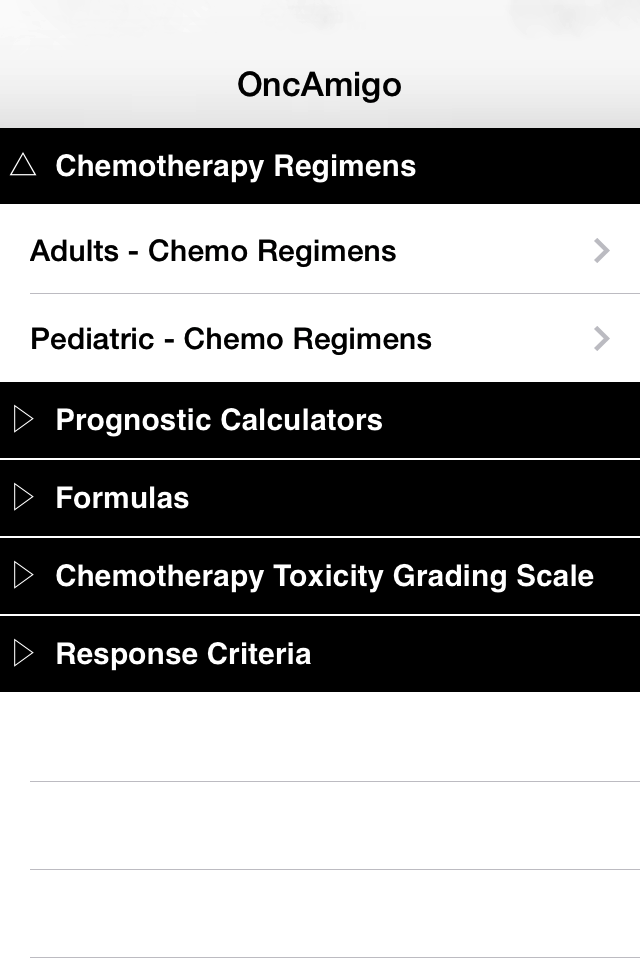 OncAmigo
Chemotherapy Regimens
Adults - Chemo Regimens
Pediatric - Chemo Regimens
Prognostic Calculators
Formulas
Chemotherapy Toxicity Grading Scale
Response Criteria